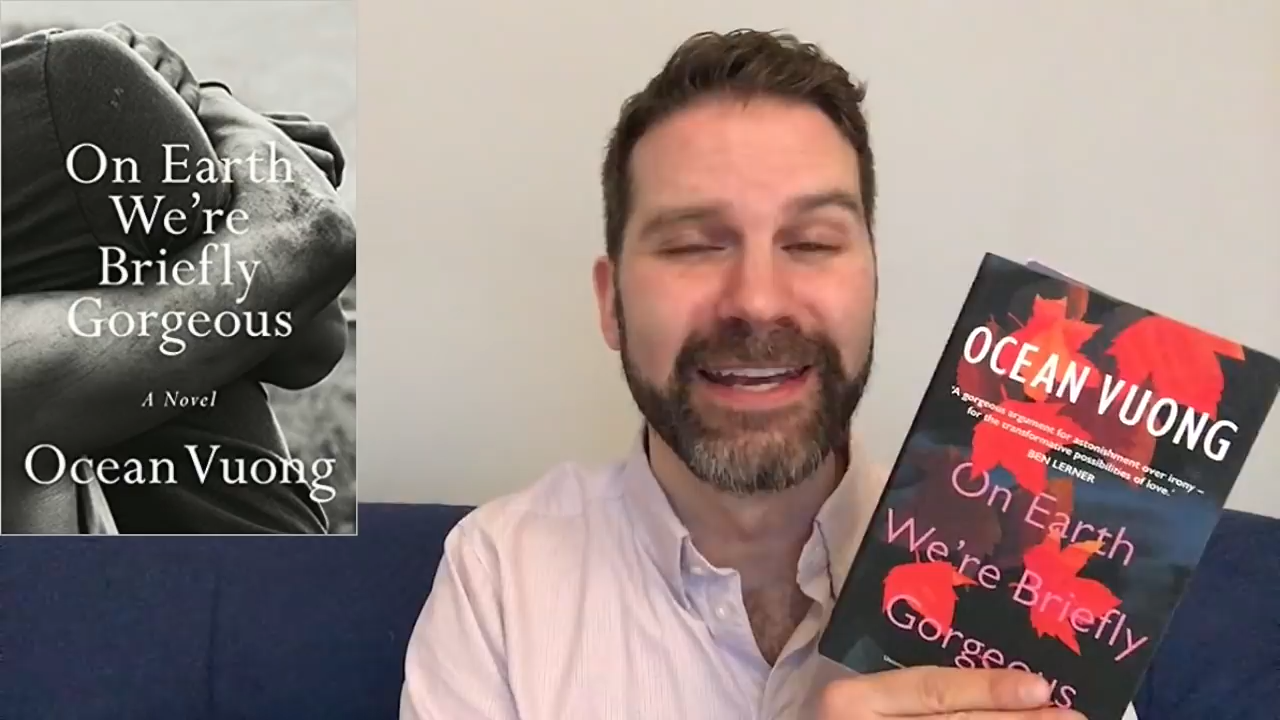 On Earth
We're
Briefly
Gorgeous
A Novel
Ocean Vuong
OCEAN VUONG
'A gorgeous argument for astonishment over irony –
for the transformative possibilities of love.'
BEN LERNER
On Earth
We're Briefly
Gorgeous